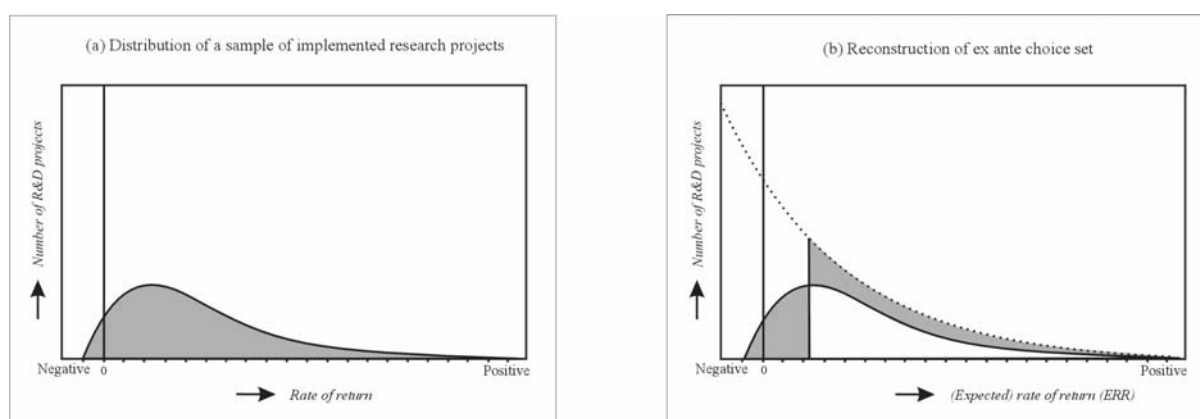 (a) Distribution of a sample of implemented research projects
Number of R&D projects
Negative 0 Positive
Rate of return
(b) Reconstruction of ex ante choice set
Number of R&D projects
Negative 0 Positive
(Expected) rate of return (ERR)